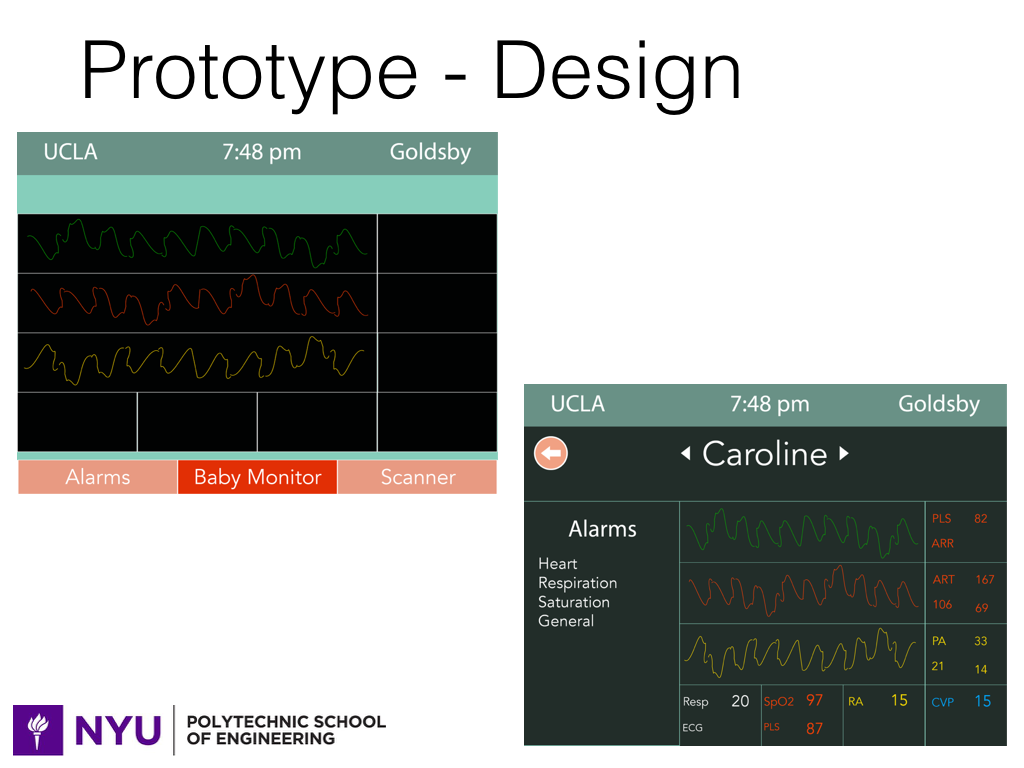 Prototype - Design
UCLA 7:48 pm Goldsby
Alarms Baby Monitor Scanner
UCLA 7:48 pm Goldsby
Caroline
Alarms
Heart
Respiration
Saturation
General
PLS 82
ARR
ART 167
106 69
PA 33
21 14
Resp 20 SpO2 97 RA 15 CVP 15
ECG PLS 87
NYU POLYTECHNIC SCHOOL
OF ENGINEERING